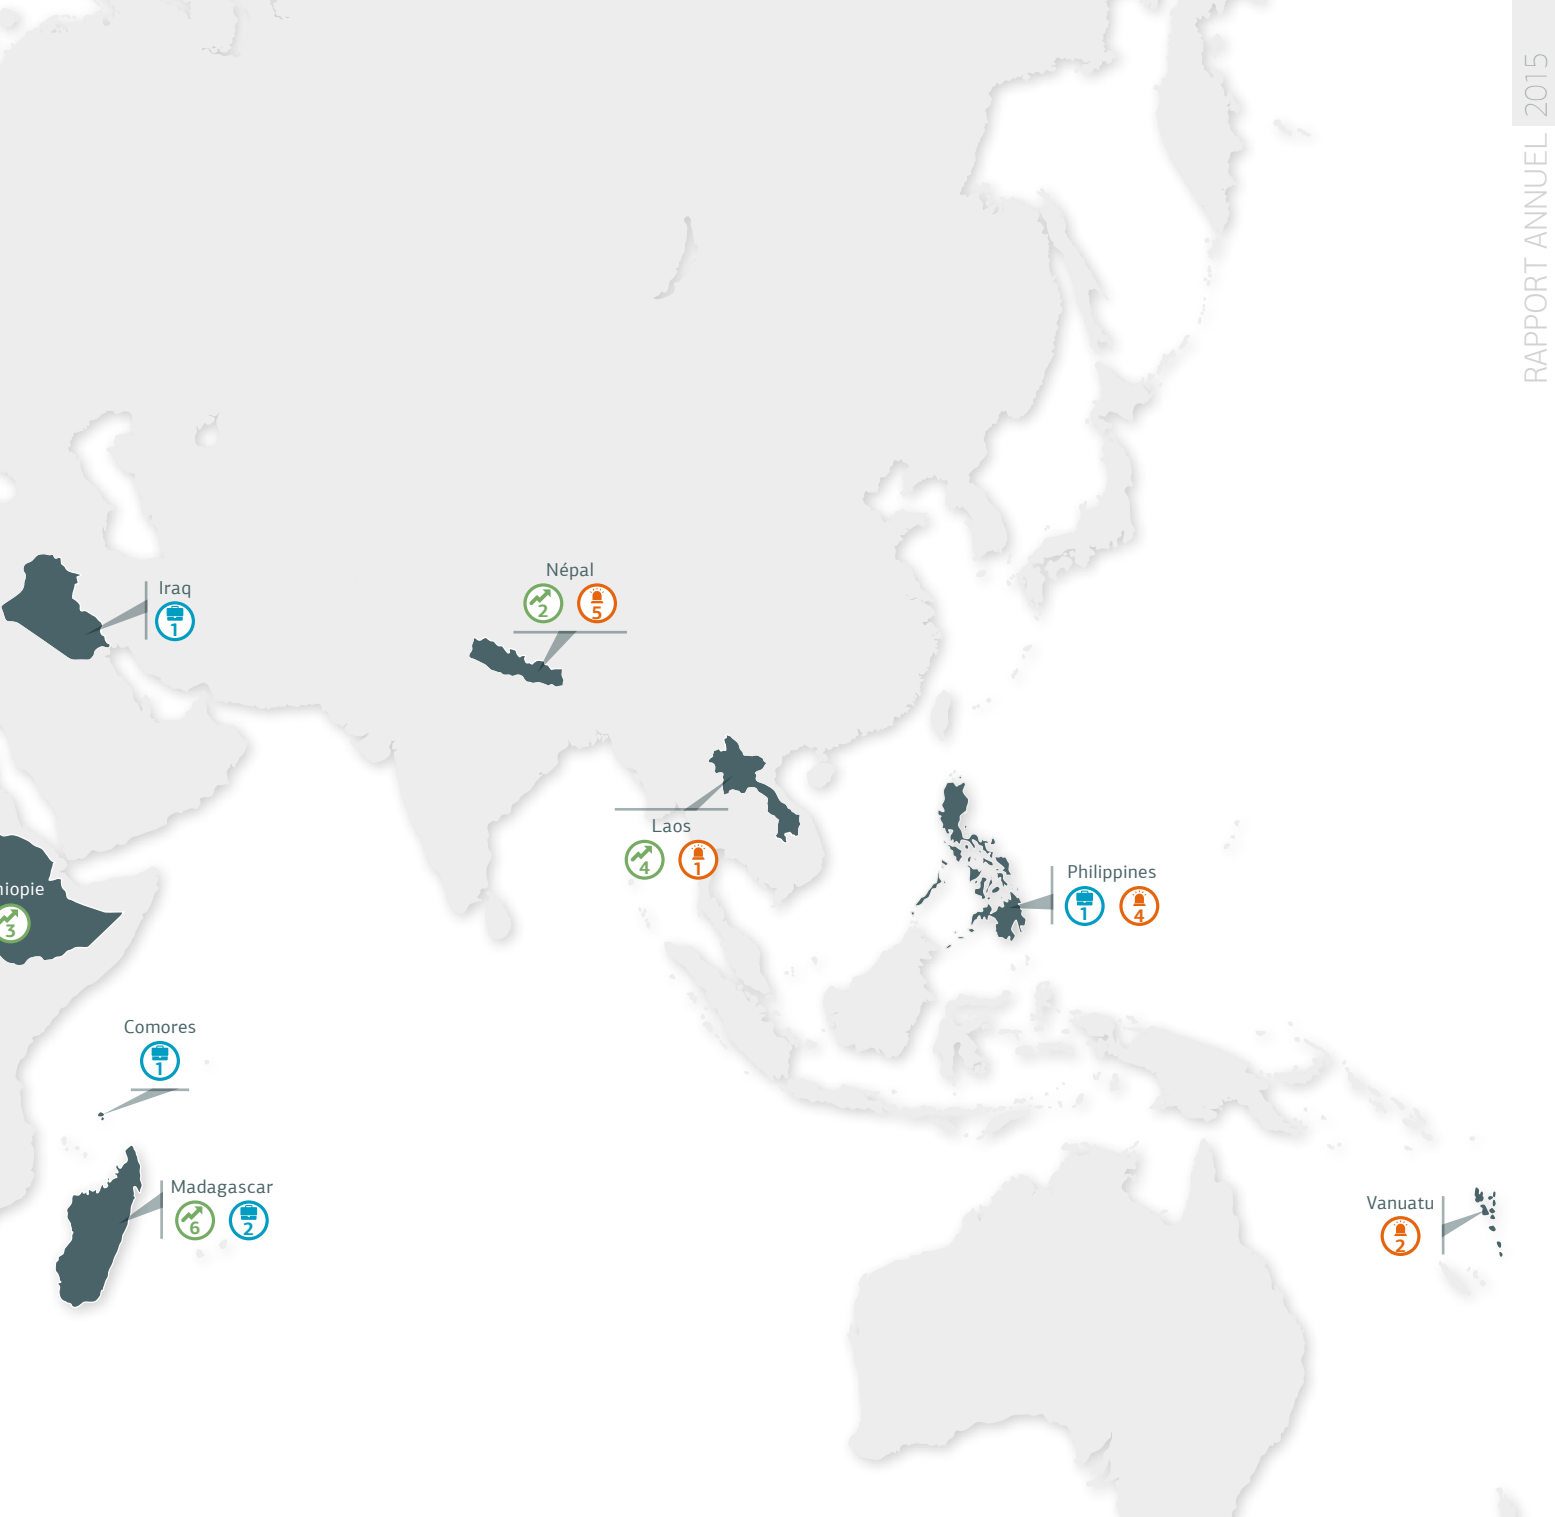 RAPPORT ANNUEL 2015
Népal
2 5
Iraq
1
Laos
4 1
Philippines
1 4
hiopie
3
Comores
1
Madagascar
6 2
Vanuatu
2